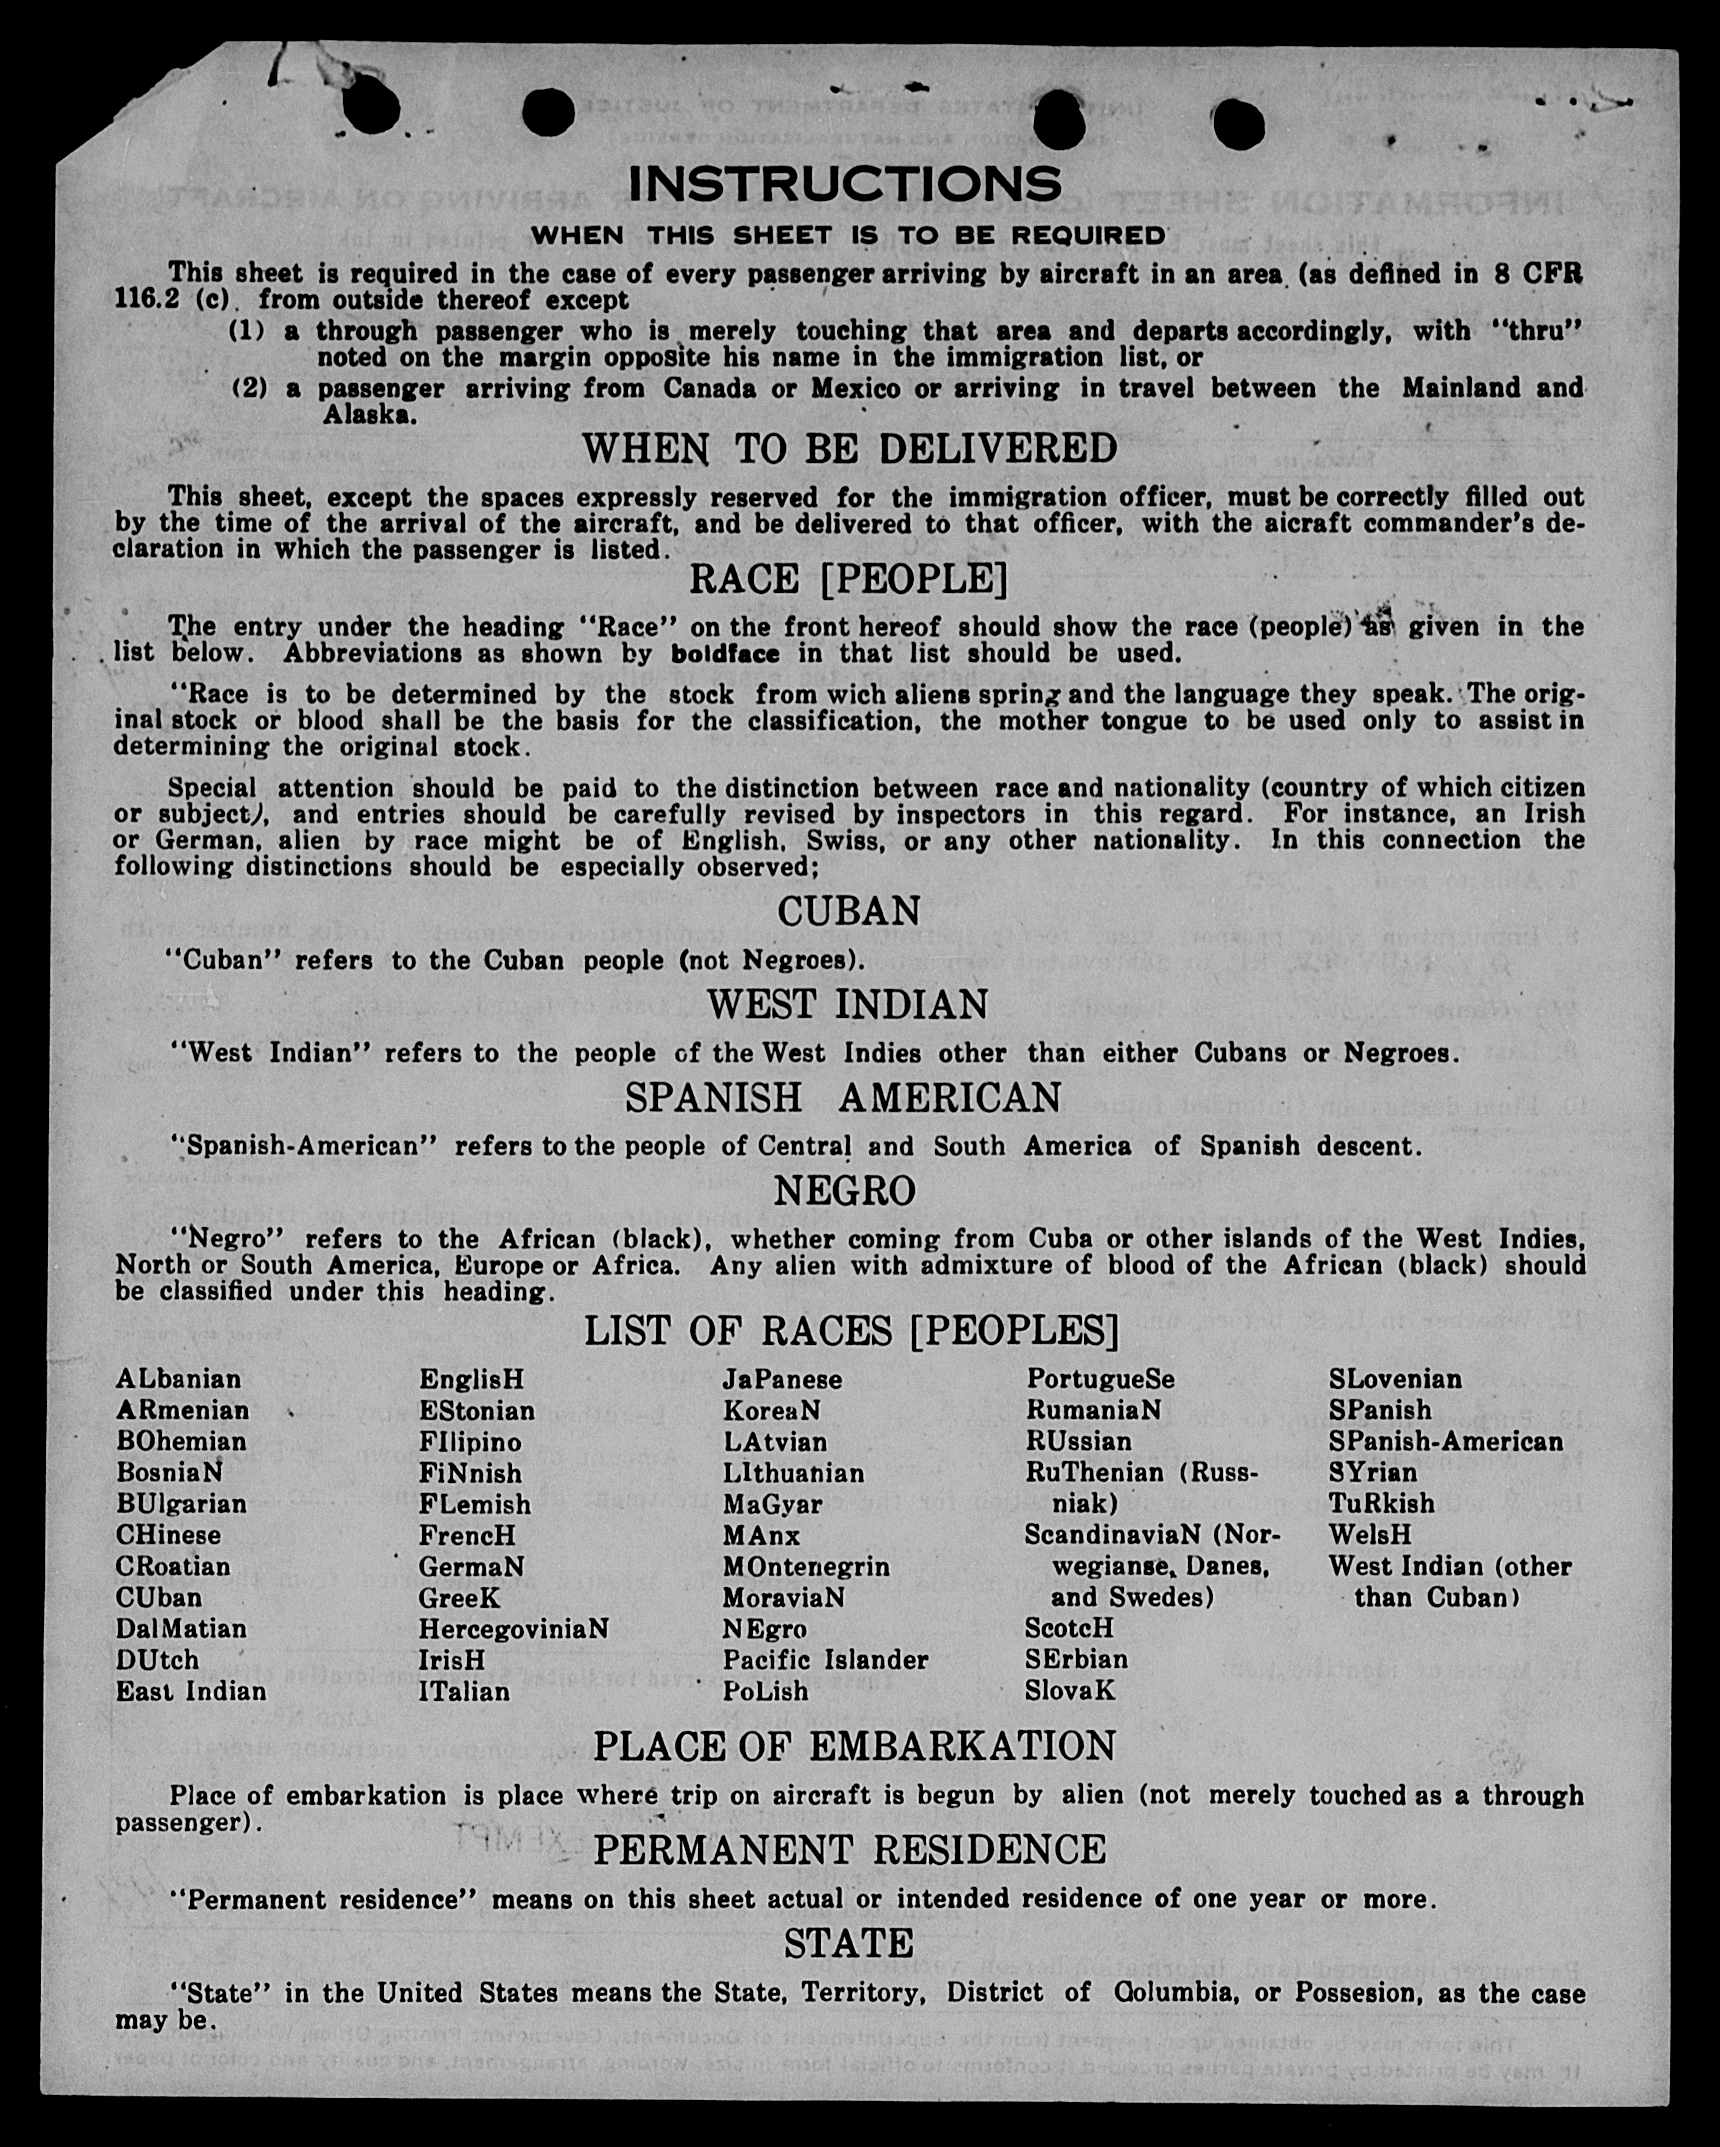 INSTRUCTIONS
WHEN THIS SHEET IS TO BE REQUIRED
This sheet is required in the case of every passenger arriving by aircraft in an area (as defined in 8 CFR
116.2 (c). from outside thereof except
(1) a through passenger who is merely touching that area and departs accordingly, with "thru"
noted on the margin opposite his name in the immigration list, or
(2) a passenger arriving from Canada or Mexico or arriving in travel between the Mainland and
Alaska.
WHEN TO BE DELIVERED
This sheet, except the spaces expressly reserved for the immigration officer, must be correctly filled out
by the time of the arrival of the aircraft, and be delivered to that officer, with the aicraft commander's de-
claration in which the passenger is listed.
RACE [PEOPLE]
The entry under the heading "Race" on the front hereof should show the race (people) as given in the
list below. Abbreviations as shown by boldface in that list should be used.
"Race is to be determined by the stock from wich aliens spring and the language they speak. The orig-
inal stock or blood shall be the basis for the classification, the mother tongue to be used only to assist in
determining the original stock.
Special attention should be paid to the distinction between race and nationality (country of which citizen
or subject), and entries should be carefully revised by inspectors in this regard. For instance, an Irish
or German, alien by race might be of English, Swiss, or any other nationality. In this connection the
following distinctions should be especially observed;
CUBAN
"Cuban" refers to the Cuban people (not Negroes).
WEST INDIAN
"West Indian" refers to the people of the West Indies other than either Cubans or Negroes.
SPANISH AMERICAN
"Spanish-American" refers to the people of Central and South America of Spanish descent.
NEGRO
"Negro" refers to the African (black), whether coming from Cuba or other islands of the West Indies,
North or South America, Europe or Africa. Any alien with admixture of blood of the African (black) should
be classified under this heading.
LIST OF RACES [PEOPLES]
ALbanian
ARmenian
BOhemian
BosniaN
BUlgarian
CHinese
CRoatian
CUban
DalMatian
DUtch
East Indian
EnglisH
EStonian
FIlipino
FiNnish
FLemish
FrencH
GermaN
GreeK
HercegoviniaN
IrisH
ITalian
JaPanese
KoreaN
LAtvian
LIthuanian
MaGyar
MAnx
MOntenegrin
MoraviaN
NEgro
Pacific Islander
PoLish
PortugueSe
RumaniaN
RUssian
RuThenian (Russ-
niak)
ScandinaviaN (Nor-
wegianse, Danes,
and Swedes)
ScotcH
SErbian
SlovaK
SLovenian
SPanish
SPanish-American
SYrian
TuRkish
WelsH
West Indian (other
than Cuban)
PLACE OF EMBARKATION
Place of embarkation is place where trip on aircraft is begun by alien (not merely touched as a through
passenger).
PERMANENT RESIDENCE
"Permanent residence" means on this sheet actual or intended residence of one year or more.
STATE
"State" in the United States means the State, Territory, District of Columbia, or Possesion, as the case
may be.